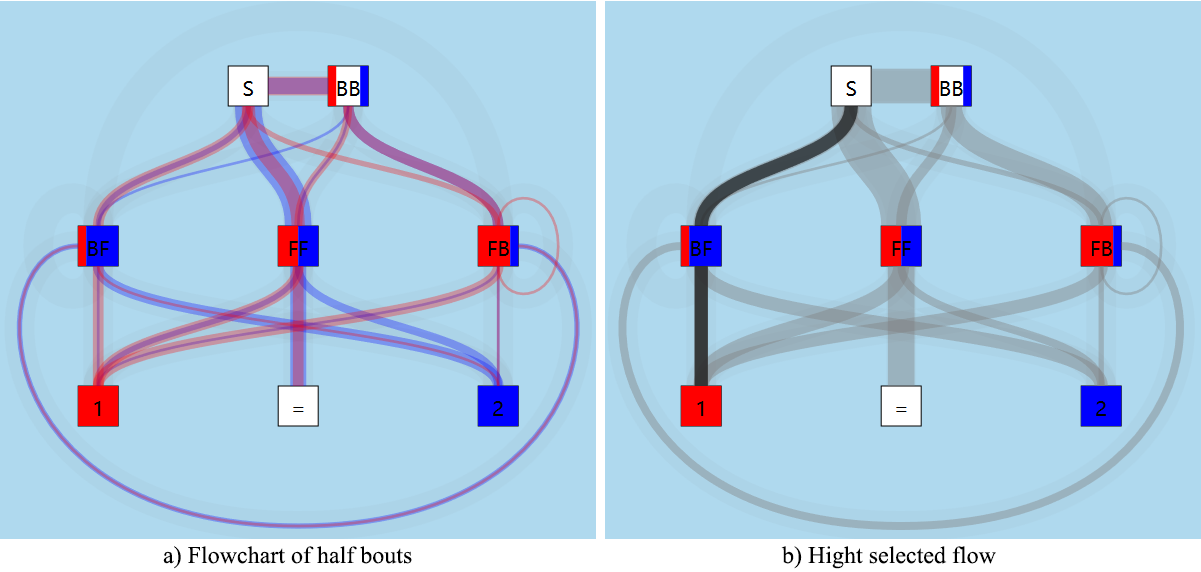 S BB
BF FF FB
1 = 2
a) Flowchart of half bouts
S BB
BF FF FB
1 = 2
b) Hight selected flow